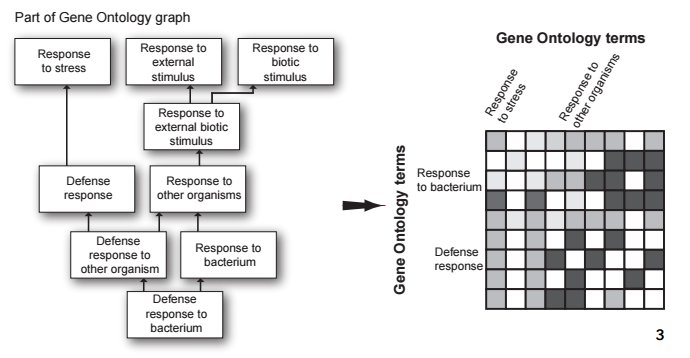 Part of Gene Ontology graph
Response
to stress
Response to
external
stimulus
Response to
biotic
stimulus
Response to
external biotic
stimulus
Defense
response
Response to
other organisms
Defense
response to
other organism
Response to
bacterium
Defense
response to
bacterium
Gene Ontology terms
Response
to stress
Response to
other organisms
Gene Ontology terms
Response
to bacterium
Defense
response
3